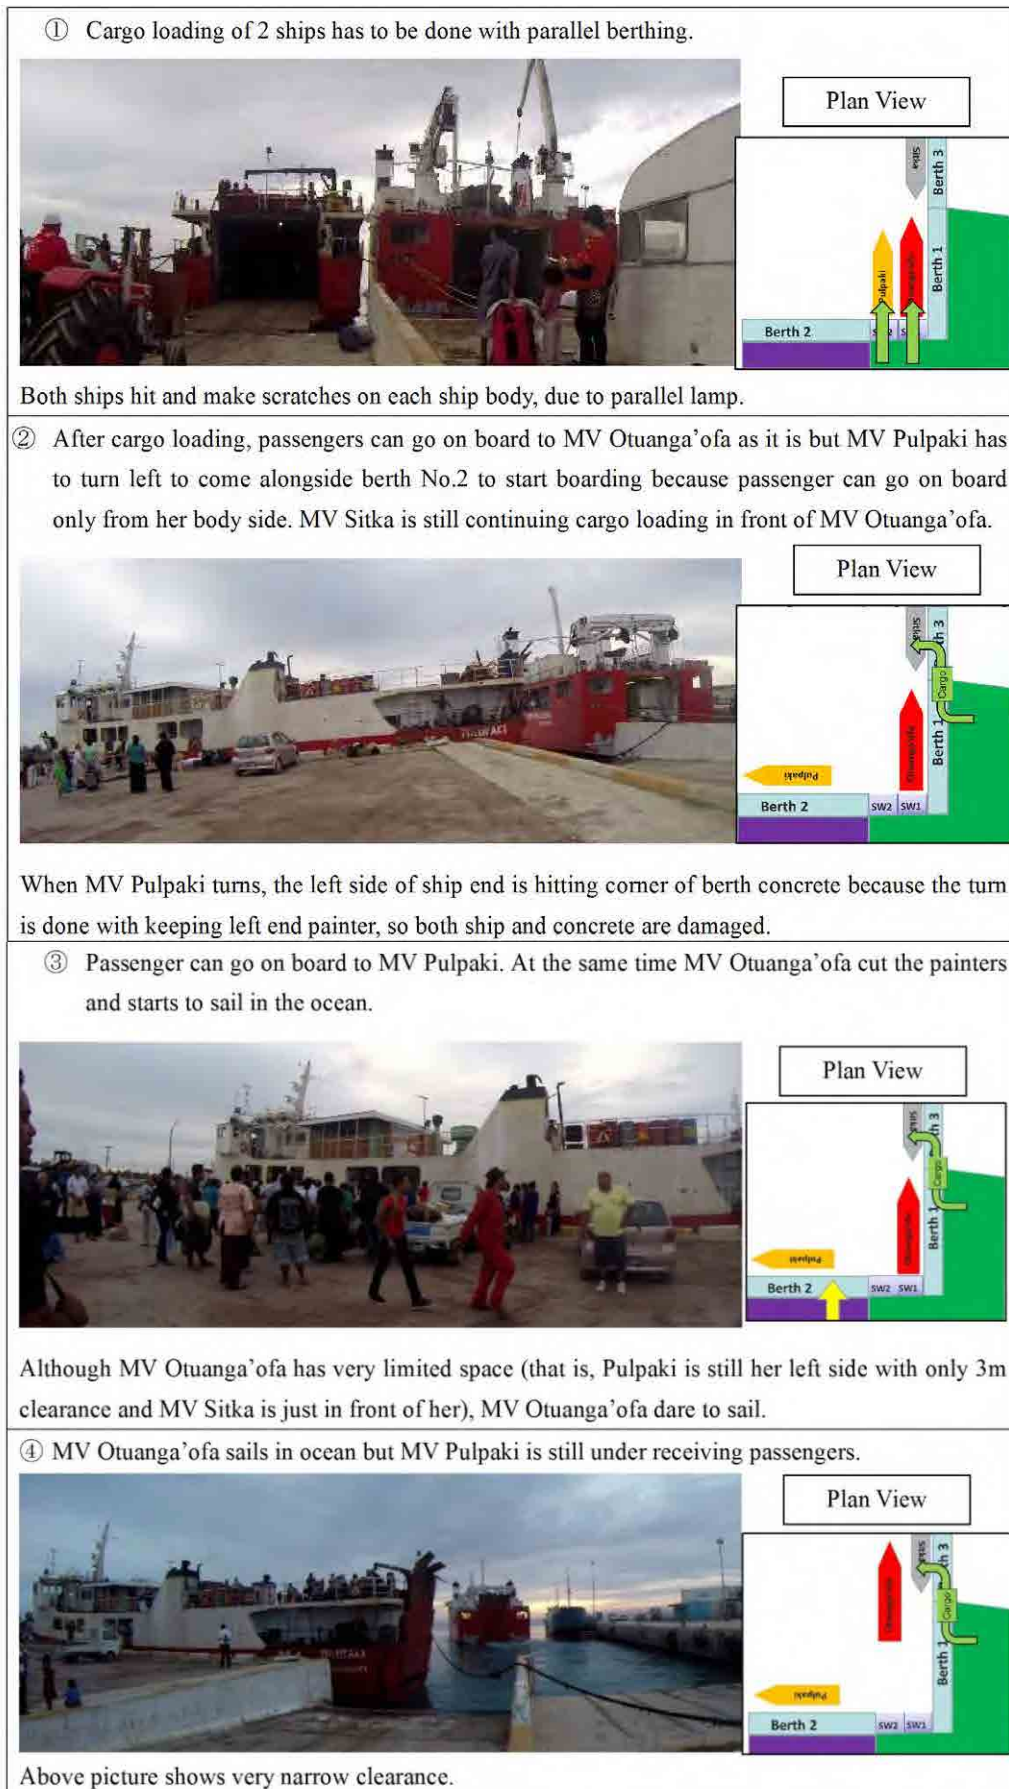 ① Cargo loading of 2 ships has to be done with parallel berthing.
Plan View
Sitka
Berth 3
Pulpaki
Berth 1
Berth 2
Both ships hit and make scratches on each ship body, due to parallel lamp.
② After cargo loading, passengers can go on board to MV Otuanga’ofa as it is but MV Pulpaki has
to turn left to come alongside berth No.2 to start boarding because passenger can go on board
only from her body side. MV Sitka is still continuing cargo loading in front of MV Otuanga’ofa.
Plan View
Sitka
Cargo
Berth 1
Otuanga'ofa
Pulpaki
Berth 2
SW2
SW1
PULUPAKI
When MV Pulpaki turns, the left side of ship end is hitting corner of berth concrete because the turn
is done with keeping left end painter, so both ship and concrete are damaged.
③ Passenger can go on board to MV Pulpaki. At the same time MV Otuanga’ofa cut the painters
and starts to sail in the ocean.
Plan View
Cargo
Berth 1
Pulpaki
Berth 2
SW2
SW1
Although MV Otuanga’ofa has very limited space (that is, Pulpaki is still her left side with only 3m
clearance and MV Sitka is just in front of her), MV Otuanga’ofa dare to sail.
④ MV Otuanga’ofa sails in ocean but MV Pulpaki is still under receiving passengers.
Plan View
Cargo
Berth 1
Pulpaki
Berth 2
SW2
SW1
Above picture shows very narrow clearance.